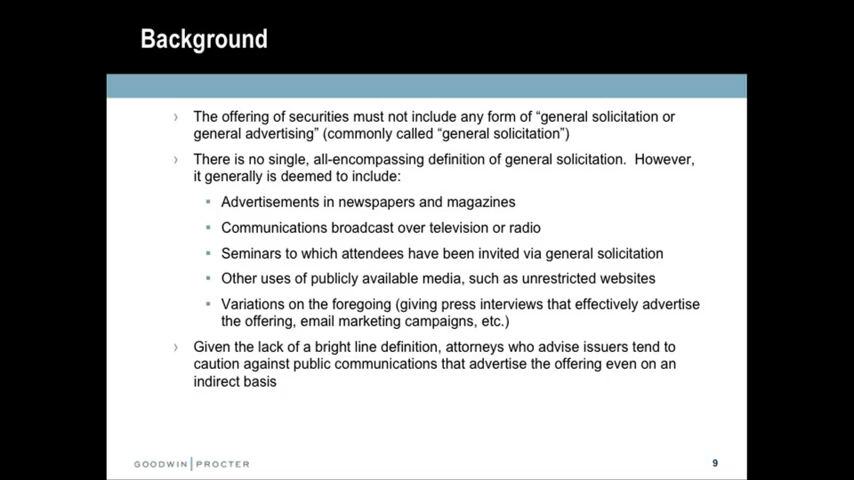 Background
› The offering of securities must not include any form of “general solicitation or
general advertising” (commonly called “general solicitation”)
› There is no single, all-encompassing definition of general solicitation. However,
it generally is deemed to include:
▪ Advertisements in newspapers and magazines
▪ Communications broadcast over television or radio
▪ Seminars to which attendees have been invited via general solicitation
▪ Other uses of publicly available media, such as unrestricted websites
▪ Variations on the foregoing (giving press interviews that effectively advertise
the offering, email marketing campaigns, etc.)
› Given the lack of a bright line definition, attorneys who advise issuers tend to
caution against public communications that advertise the offering even on an
indirect basis
GOODWIN | PROCTER
9